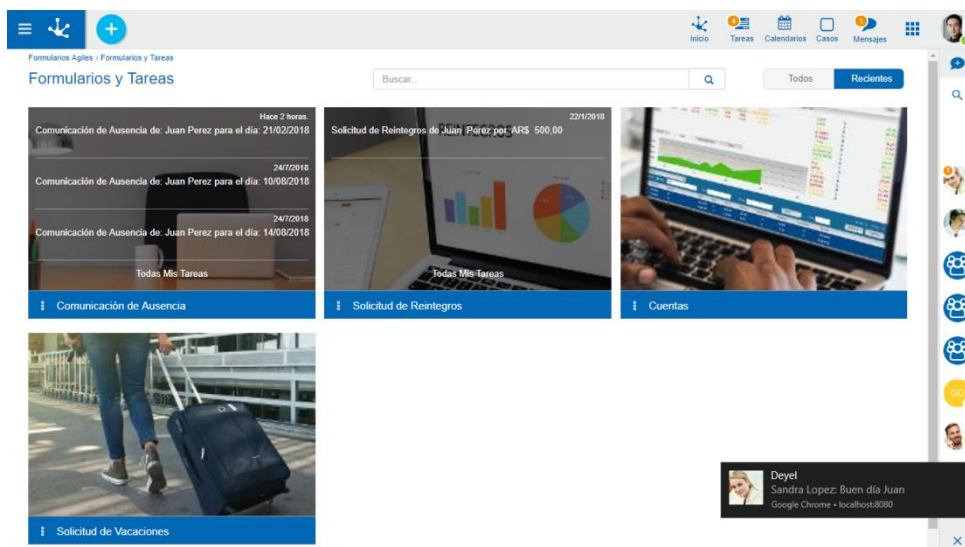 Inicio
4
Tareas
Calendarios
Casos
1
Mensajes
Formularios Agiles > Formularios y Tareas
Formularios y Tareas
Buscar...
Todos
Recientes
Hace 2 horas.
Comunicación de Ausencia de: Juan Perez para el día: 21/02/2018
24/7/2018
Comunicación de Ausencia de: Juan Perez para el día: 10/08/2018
24/7/2018
Comunicación de Ausencia de: Juan Perez para el día: 14/08/2018
Todas Mis Tareas
Comunicación de Ausencia
22/1/2018
Solicitud de Reintegros de Juan Perez por AR$ 500,00
REINTEGROS
Todas Mis Tareas
Solicitud de Reintegros
Cuentas
Solicitud de Vacaciones
GD
Deyel
Sandra Lopez: Buen día Juan
Google Chrome • localhost:8080